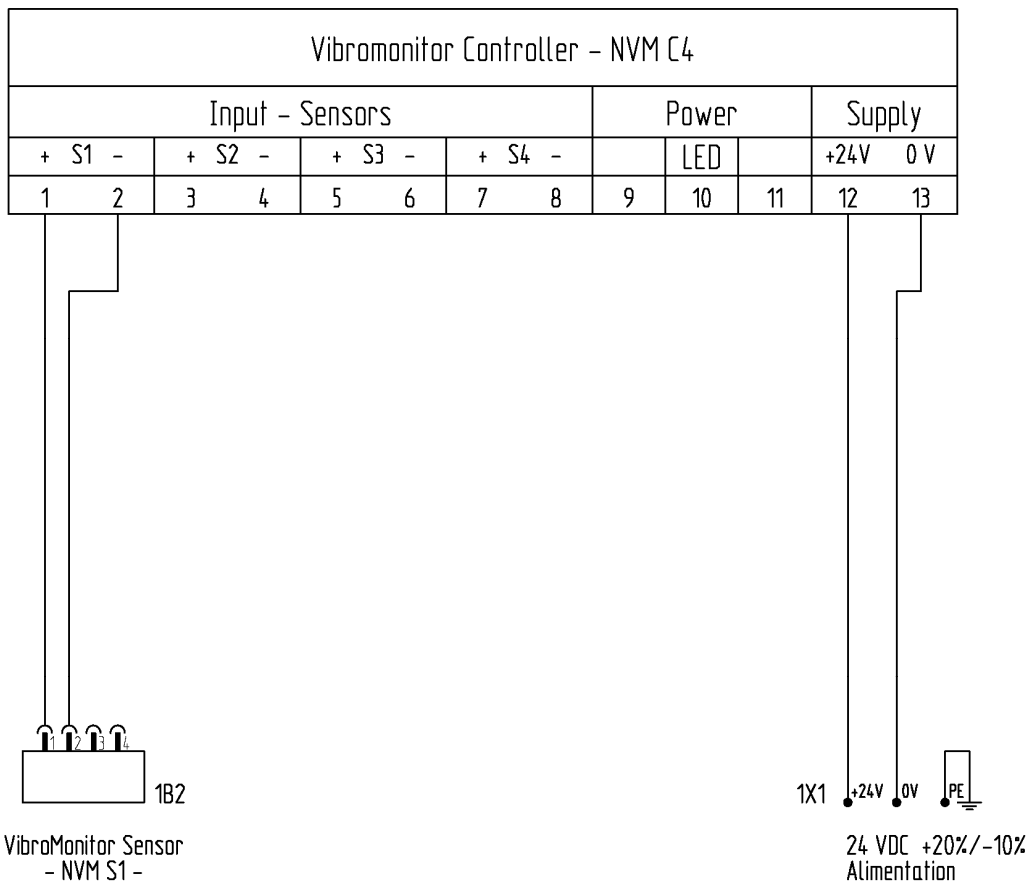 Vibromonitor Controller – NVM C4
Input – Sensors Power Supply
+ S1 – + S2 – + S3 – + S4 – LED +24V 0 V
1 2 3 4 5 6 7 8 9 10 11 12 13
1 2 3 4
1B2 1X1 +24V 0V PE
VibroMonitor Sensor
– NVM S1 –
24 VDC +20%/-10%
Alimentation